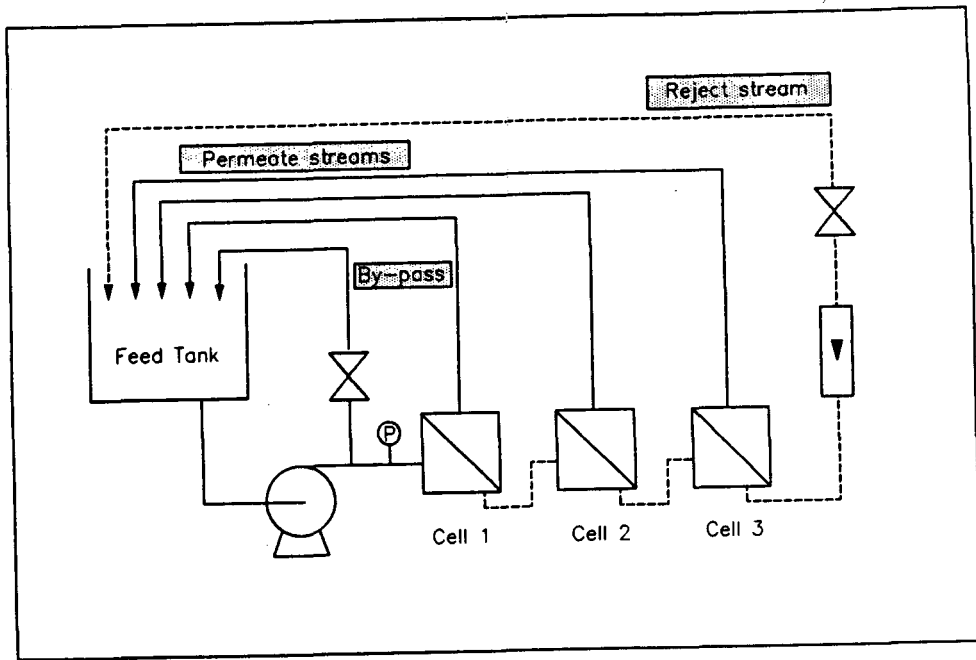 Reject stream
Permeate streams
By-pass
Feed Tank
P
Cell 1
Cell 2
Cell 3